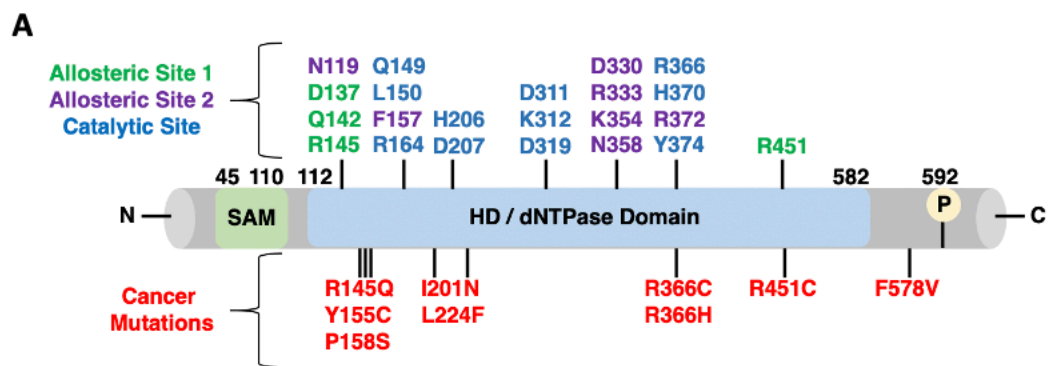 A
Allosteric Site 1
Allosteric Site 2
Catalytic Site
N119 Q149 D330 R366
D137 L150 D311 R333 H370
Q142 F157 H206 K312 K354 R372
R145 R164 D207 D319 N358 Y374 R451
45 110 112 582 592
N SAM HD / dNTPase Domain P C
Cancer
Mutations
R145Q I201N R366C R451C F578V
Y155C L224F R366H
P158S